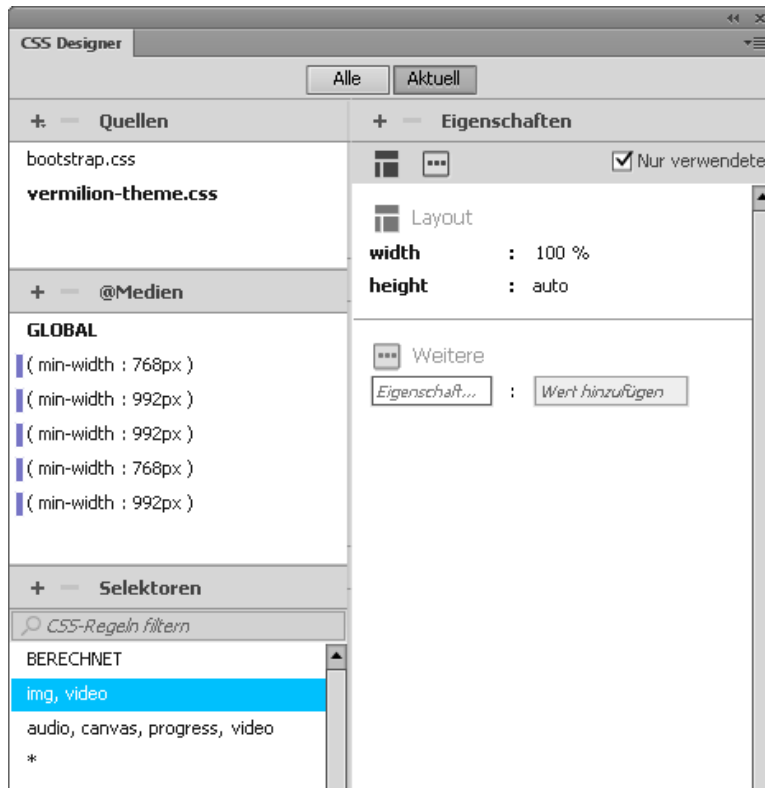 CSS Designer
Alle
Aktuell
Quellen
bootstrap.css
vermilion-theme.css
@Medien
GLOBAL
( min-width : 768px )
( min-width : 992px )
( min-width : 992px )
( min-width : 768px )
( min-width : 992px )
Selektoren
CSS-Regeln filtern
BERECHNET
img, video
audio, canvas, progress, video
*
Eigenschaften
Nur verwendete
Layout
width : 100 %
height : auto
Weitere
Eigenschaft... : Wert hinzufügen